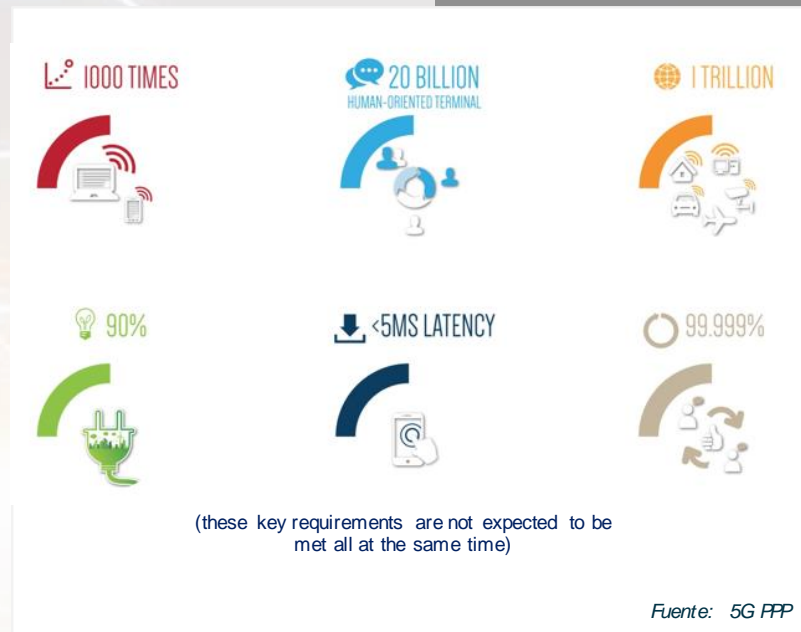 1000 TIMES
20 BILLION
HUMAN-ORIENTED TERMINAL
1 TRILLION
90%
<5MS LATENCY
99.999%
(these key requirements are not expected to be
met all at the same time)
Fuente: 5G PPP